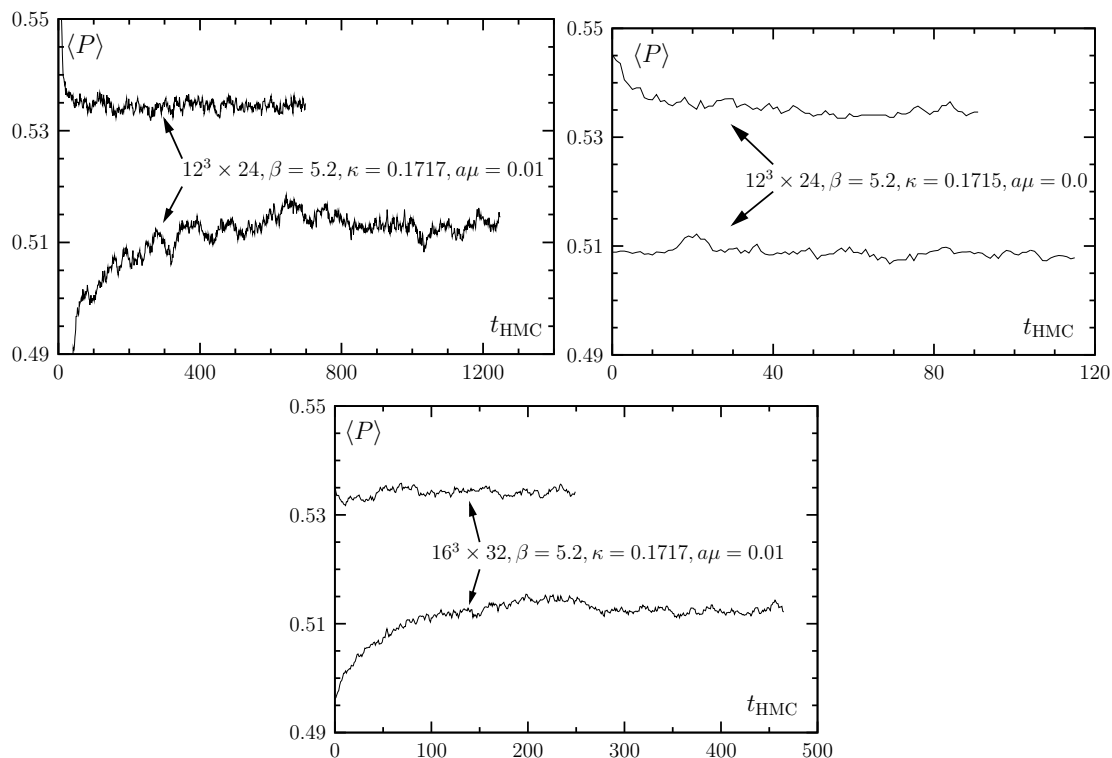 0.55
⟨P⟩
0.53
12³ × 24, β = 5.2, κ = 0.1717, aμ = 0.01
0.51
t_HMC
0.49
0 400 800 1200
0.55
⟨P⟩
0.53
12³ × 24, β = 5.2, κ = 0.1715, aμ = 0.0
0.51
t_HMC
0.49
0 40 80 120
0.55
⟨P⟩
0.53
16³ × 32, β = 5.2, κ = 0.1717, aμ = 0.01
0.51
t_HMC
0.49
0 100 200 300 400 500